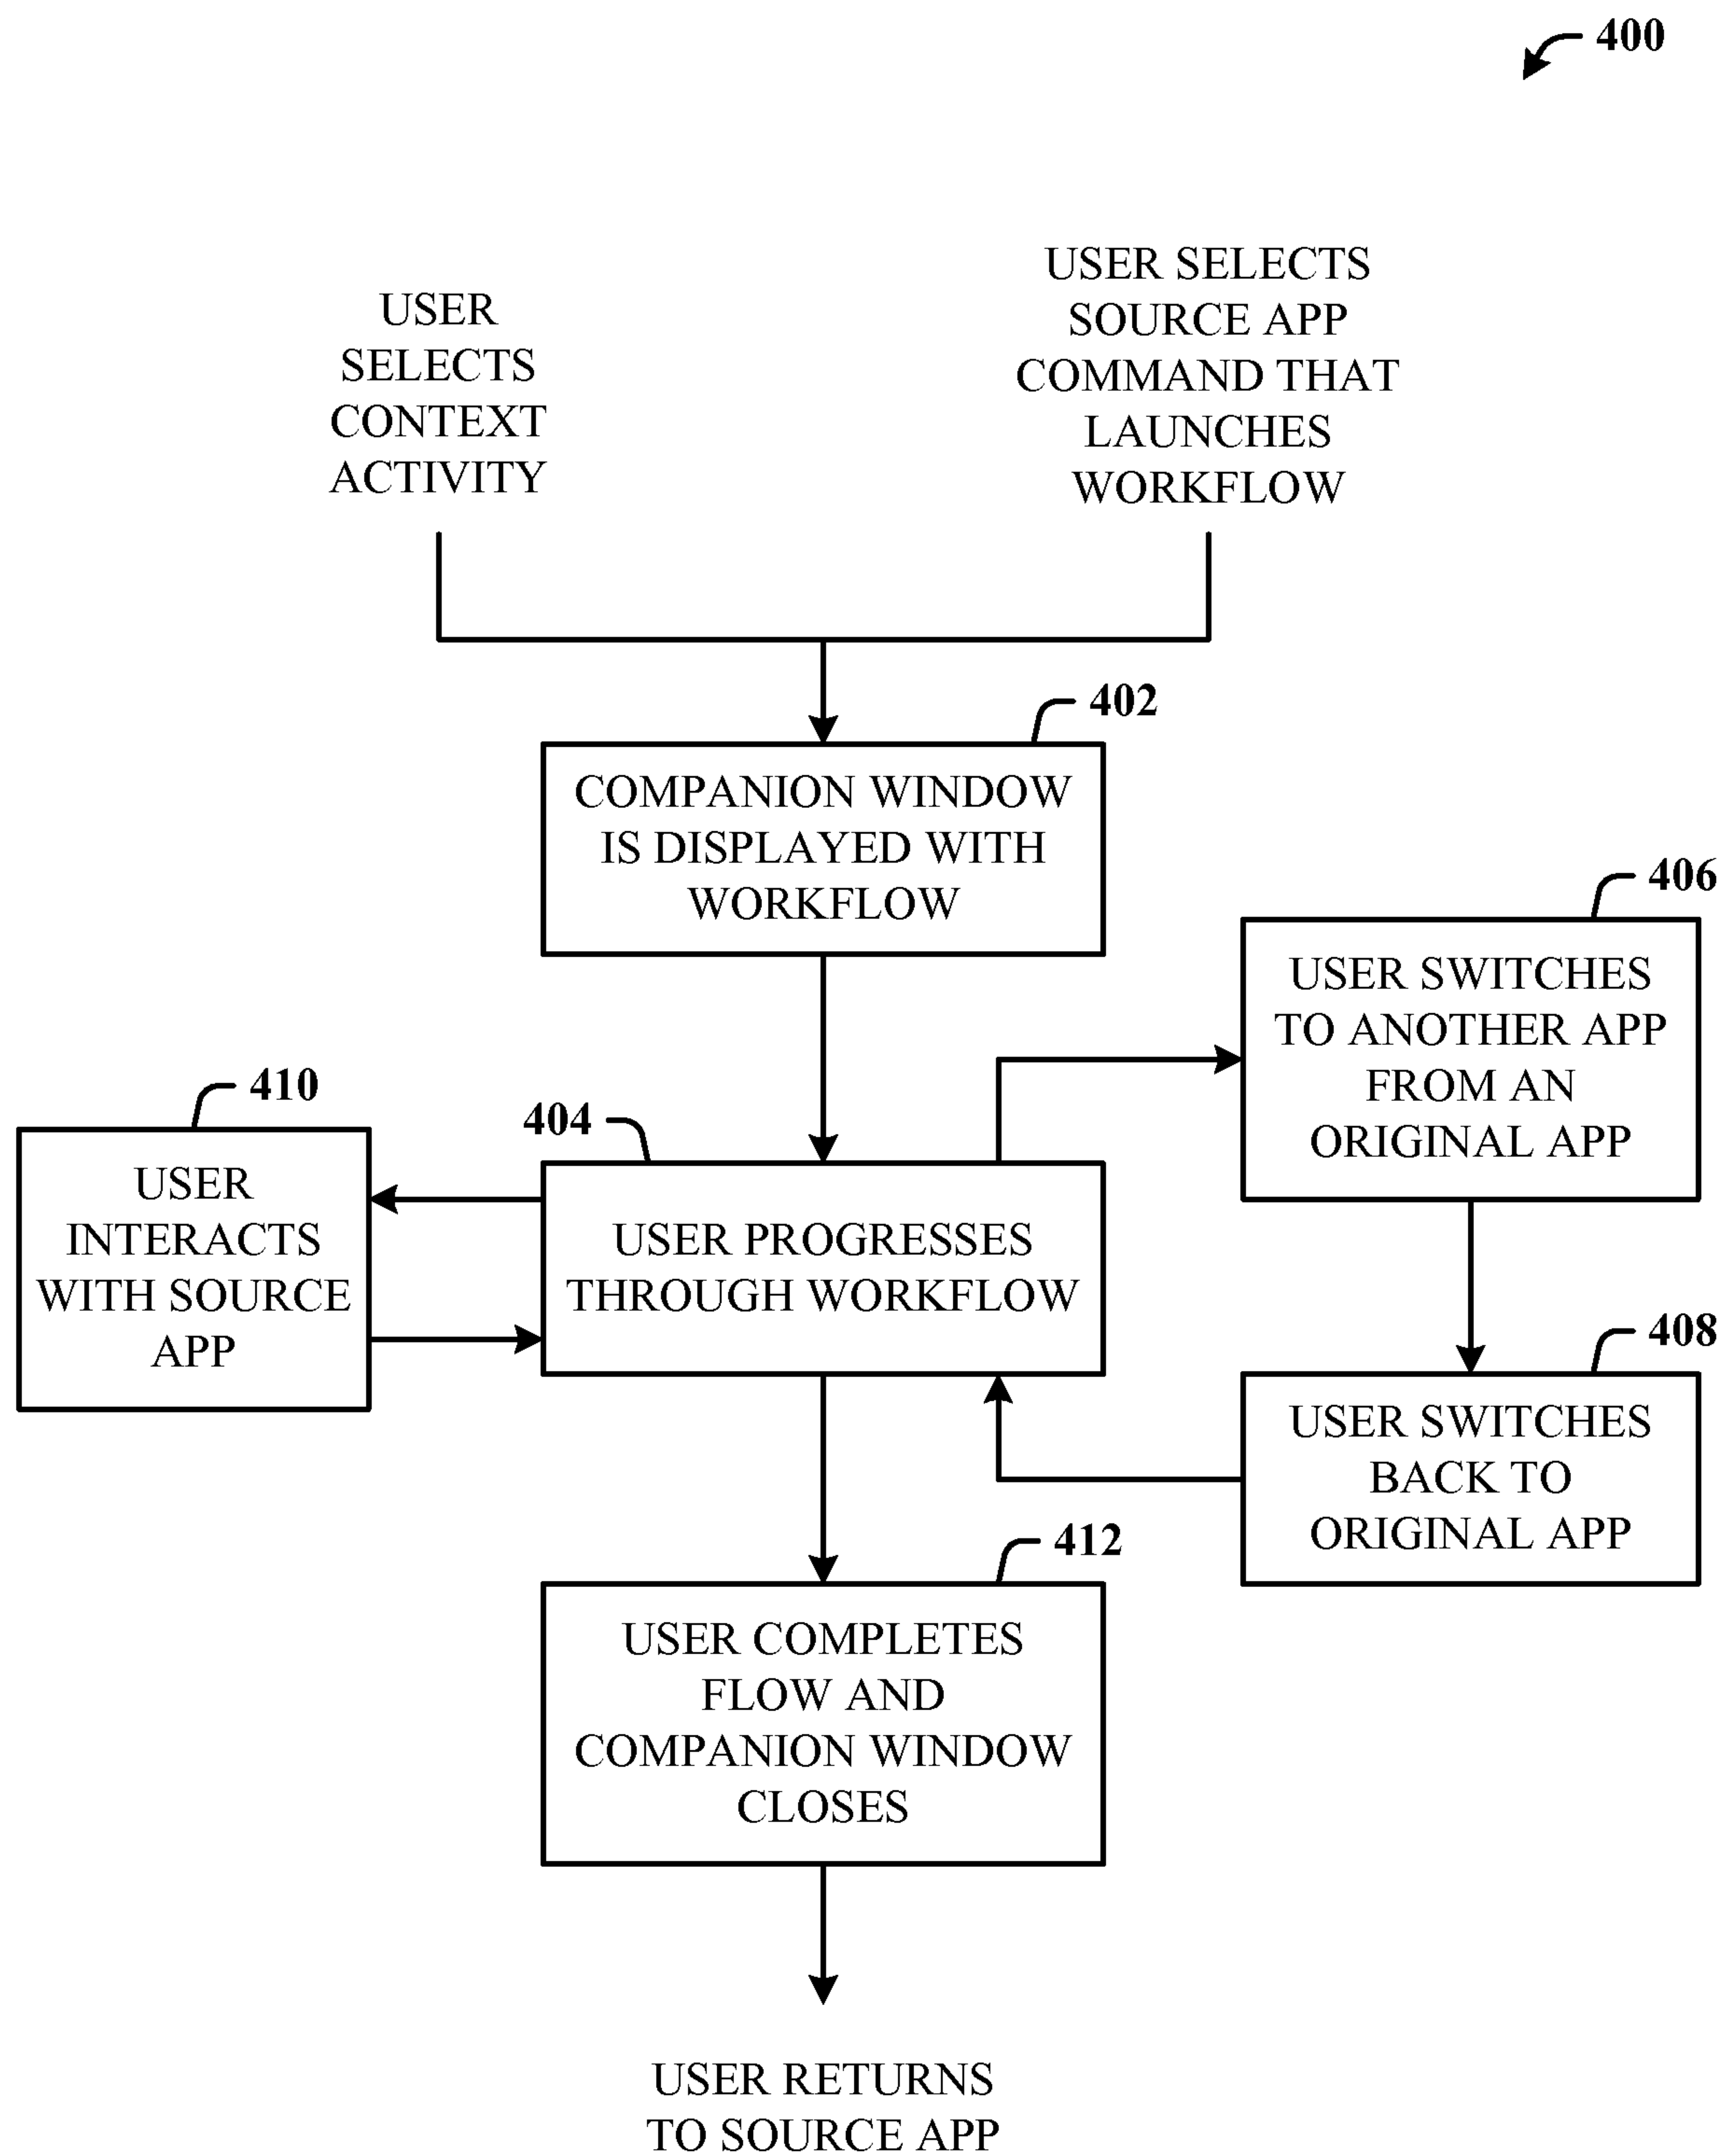 400
USER
SELECTS
CONTEXT
ACTIVITY
USER SELECTS
SOURCE APP
COMMAND THAT
LAUNCHES
WORKFLOW
402
COMPANION WINDOW
IS DISPLAYED WITH
WORKFLOW
406
USER SWITCHES
TO ANOTHER APP
FROM AN
ORIGINAL APP
410
USER
INTERACTS
WITH SOURCE
APP
404
USER PROGRESSES
THROUGH WORKFLOW
408
USER SWITCHES
BACK TO
ORIGINAL APP
412
USER COMPLETES
FLOW AND
COMPANION WINDOW
CLOSES
USER RETURNS
TO SOURCE APP